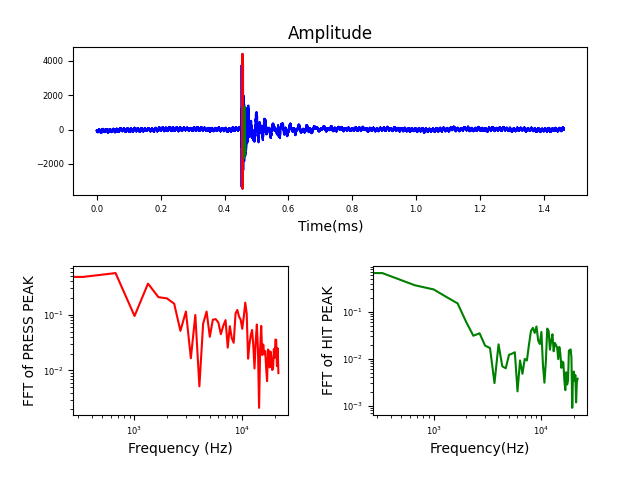 Amplitude
4000
2000
0
−2000
0.0 0.2 0.4 0.6 0.8 1.0 1.2 1.4
Time(ms)
FFT of PRESS PEAK
10⁻¹
10⁻²
10³ 10⁴
Frequency (Hz)
FFT of HIT PEAK
10⁻¹
10⁻²
10⁻³
10³ 10⁴
Frequency(Hz)